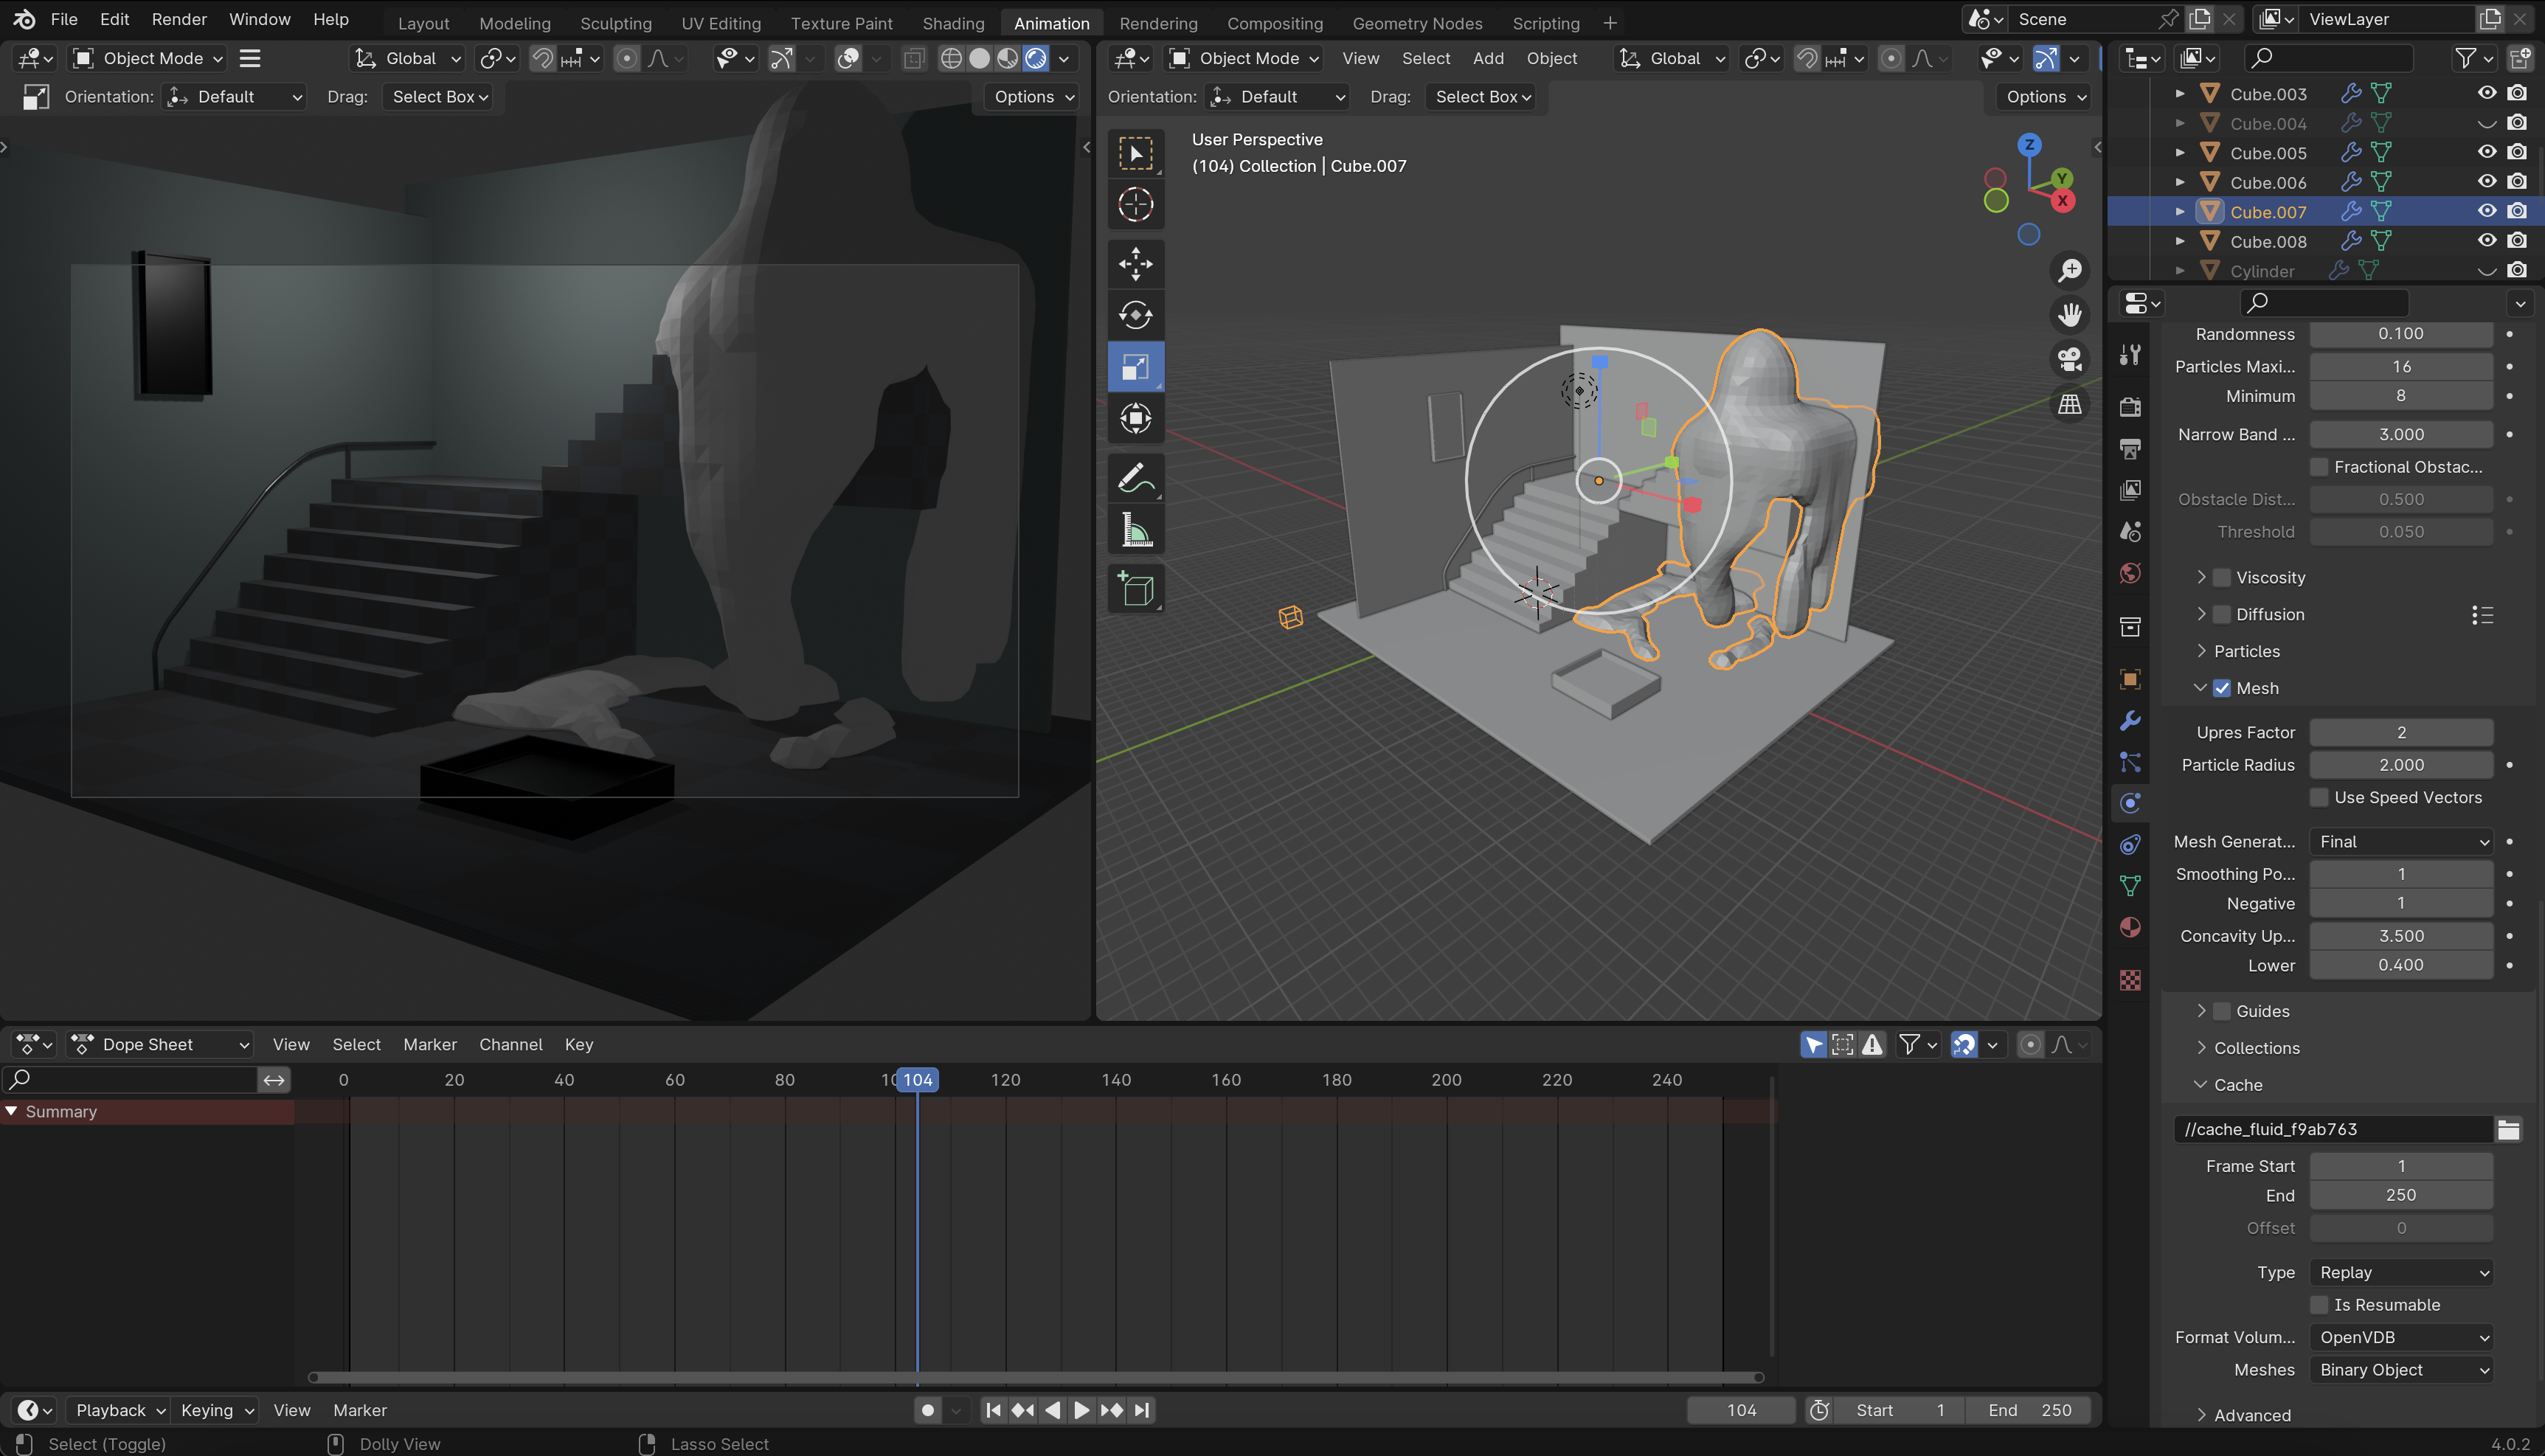 File Edit Render Window Help Layout Modeling Sculpting UV Editing Texture Paint Shading Animation Rendering Compositing Geometry Nodes Scripting + Scene ViewLayer
Object Mode Global
Object Mode View Select Add Object Global
Orientation: Default Drag: Select Box Options
Orientation: Default Drag: Select Box Options
User Perspective
(104) Collection | Cube.007
Z
Y
X
Cube.003
Cube.004
Cube.005
Cube.006
Cube.007
Cube.008
Cylinder
Randomness 0.100
Particles Maxi... 16
Minimum 8
Narrow Band ... 3.000
Fractional Obstac...
Obstacle Dist... 0.500
Threshold 0.050
Viscosity
Diffusion
Particles
Mesh
Upres Factor 2
Particle Radius 2.000
Use Speed Vectors
Mesh Generat... Final
Smoothing Po... 1
Negative 1
Concavity Up... 3.500
Lower 0.400
Guides
Collections
Cache
//cache_fluid_f9ab763
Frame Start 1
End 250
Offset 0
Type Replay
Is Resumable
Format Volum... OpenVDB
Meshes Binary Object
Advanced
Dope Sheet View Select Marker Channel Key
0 20 40 60 80 104 120 140 160 180 200 220 240
Summary
Playback Keying View Marker 104 Start 1 End 250
Select (Toggle) Dolly View Lasso Select 4.0.2